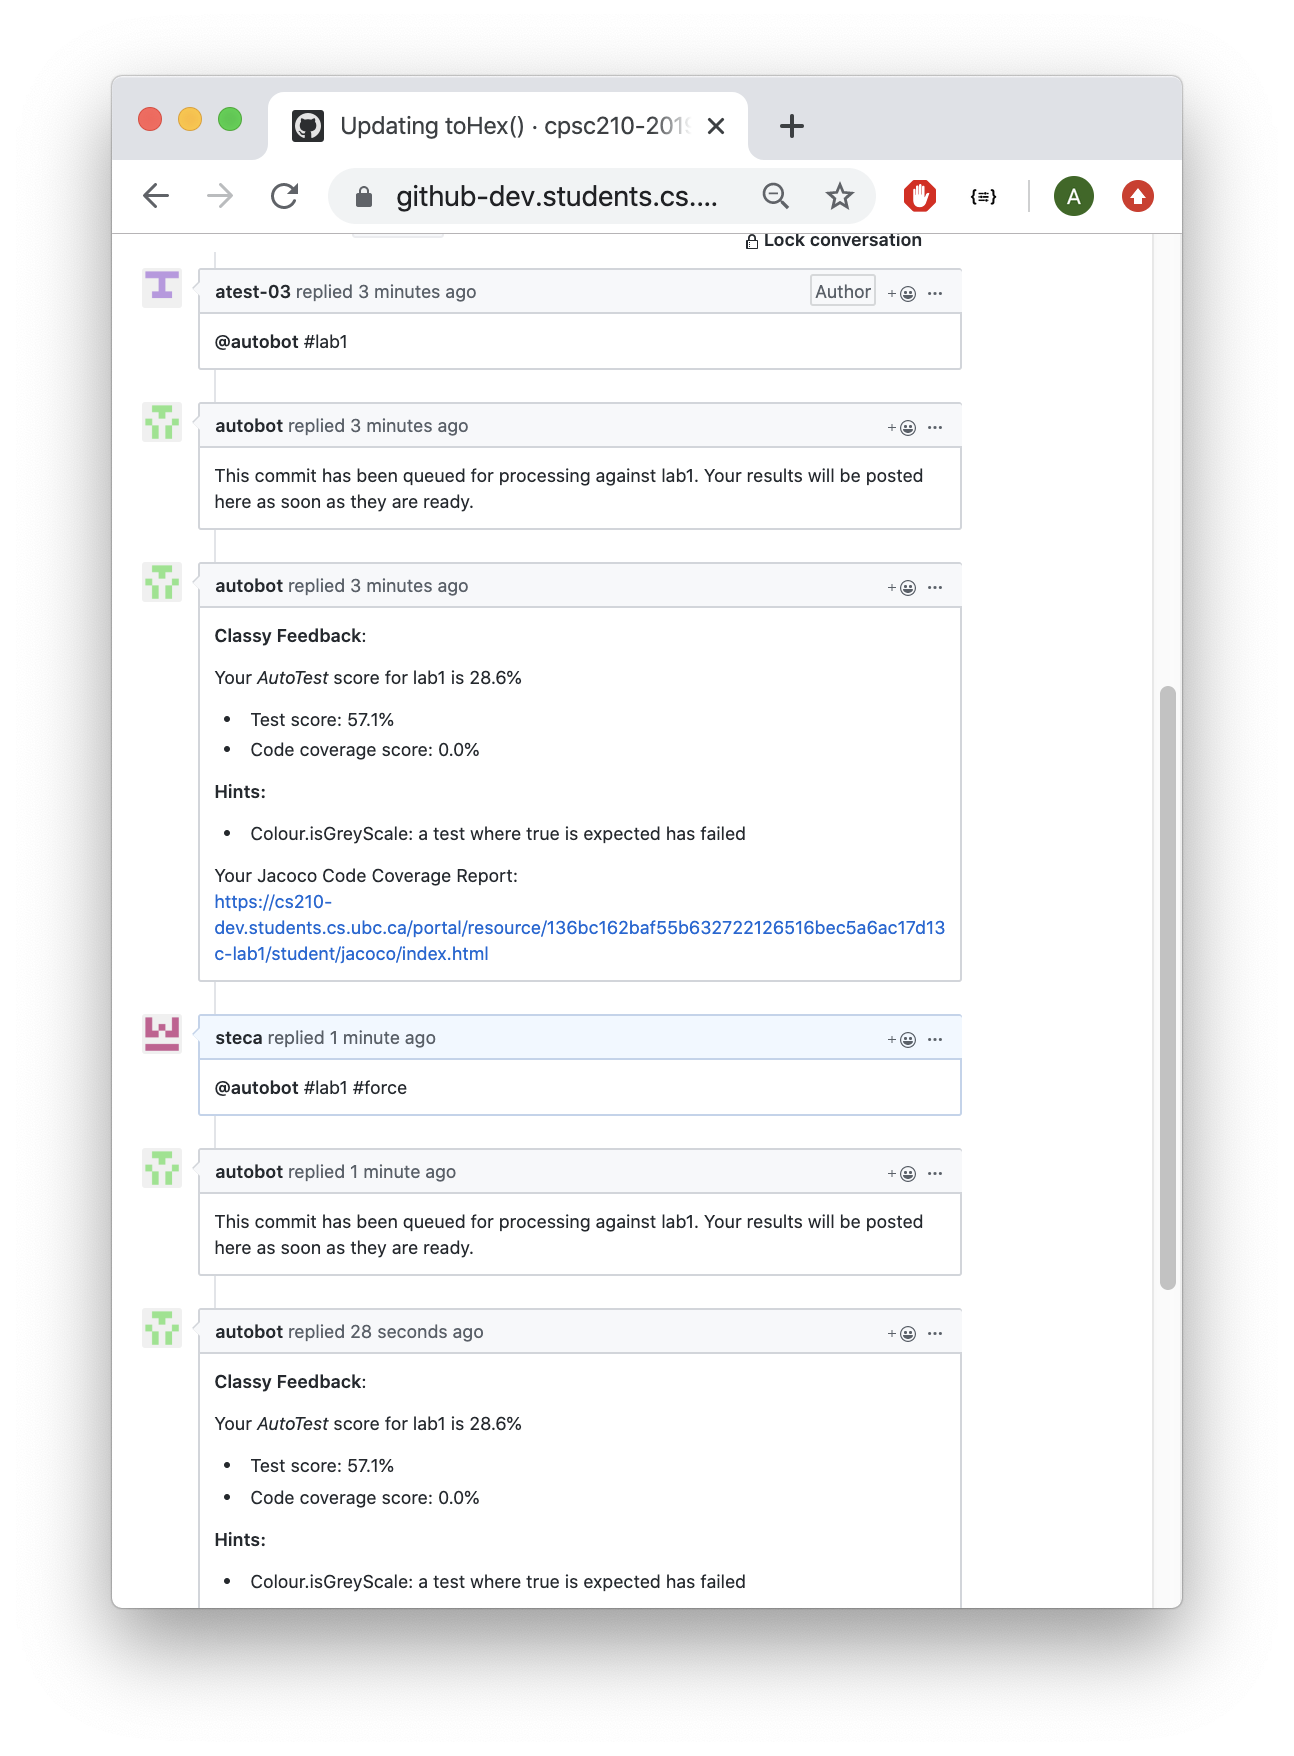 Updating toHex() · cpsc210-2019
github-dev.students.cs....
A
Lock conversation
atest-03 replied 3 minutes ago
Author
@autobot #lab1
autobot replied 3 minutes ago
This commit has been queued for processing against lab1. Your results will be posted
here as soon as they are ready.
autobot replied 3 minutes ago
Classy Feedback:
Your AutoTest score for lab1 is 28.6%
• Test score: 57.1%
• Code coverage score: 0.0%
Hints:
• Colour.isGreyScale: a test where true is expected has failed
Your Jacoco Code Coverage Report:
https://cs210-
dev.students.cs.ubc.ca/portal/resource/136bc162baf55b632722126516bec5a6ac17d13
c-lab1/student/jacoco/index.html
steca replied 1 minute ago
@autobot #lab1 #force
autobot replied 1 minute ago
This commit has been queued for processing against lab1. Your results will be posted
here as soon as they are ready.
autobot replied 28 seconds ago
Classy Feedback:
Your AutoTest score for lab1 is 28.6%
• Test score: 57.1%
• Code coverage score: 0.0%
Hints:
• Colour.isGreyScale: a test where true is expected has failed